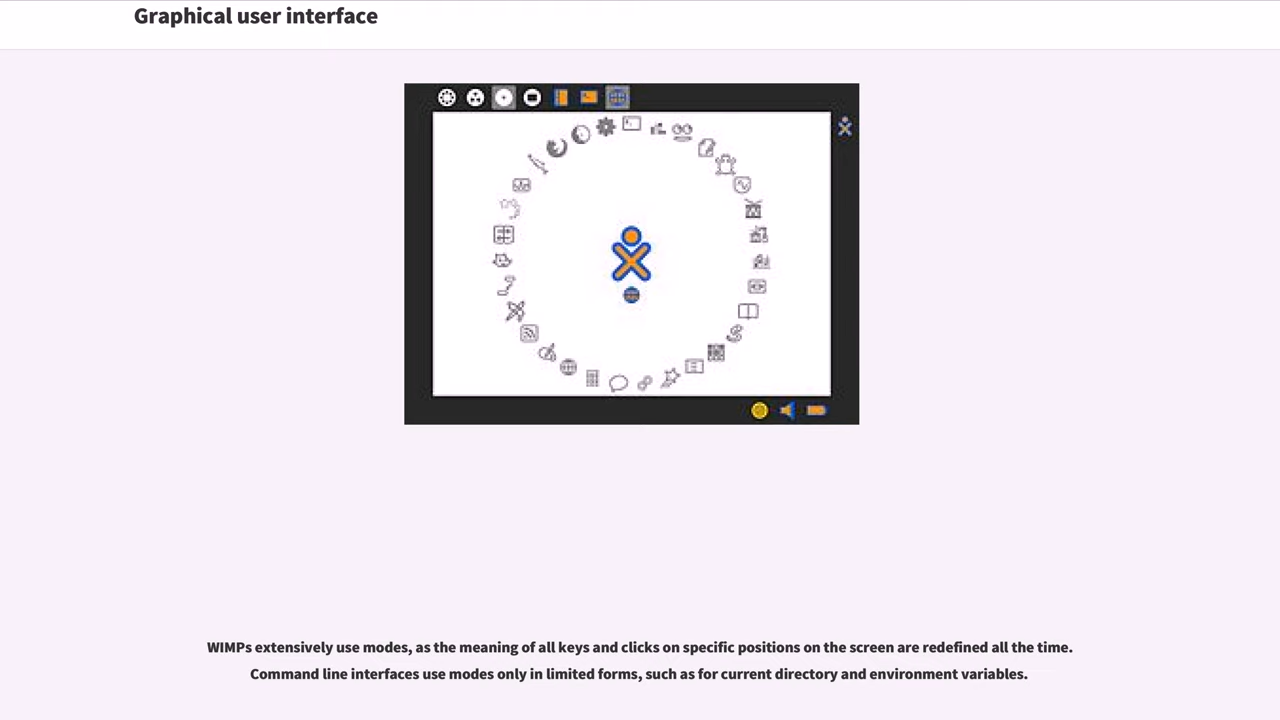 Graphical user interface
WIMPs extensively use modes, as the meaning of all keys and clicks on specific positions on the screen are redefined all the time.
Command line interfaces use modes only in limited forms, such as for current directory and environment variables.